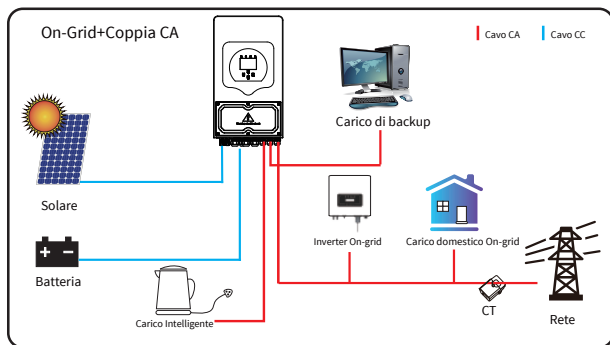 On-Grid+Coppia CA
Cavo CA
Cavo CC
Carico di backup
Solare
Inverter On-grid
Carico domestico On-grid
Batteria
CT
Rete
Carico Intelligente